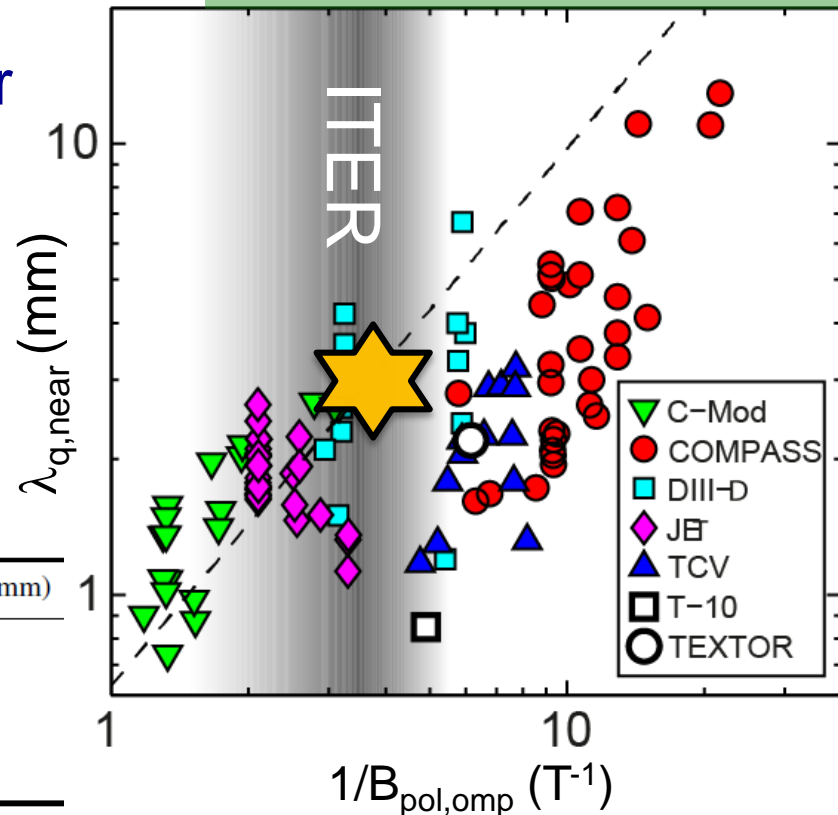 r
10
1
λq,near (mm)
ITER
C-Mod
COMPASS
DIII-D
JET
TCV
T-10
TEXTOR
mm)
1
10
1/Bpol,omp (T-1)